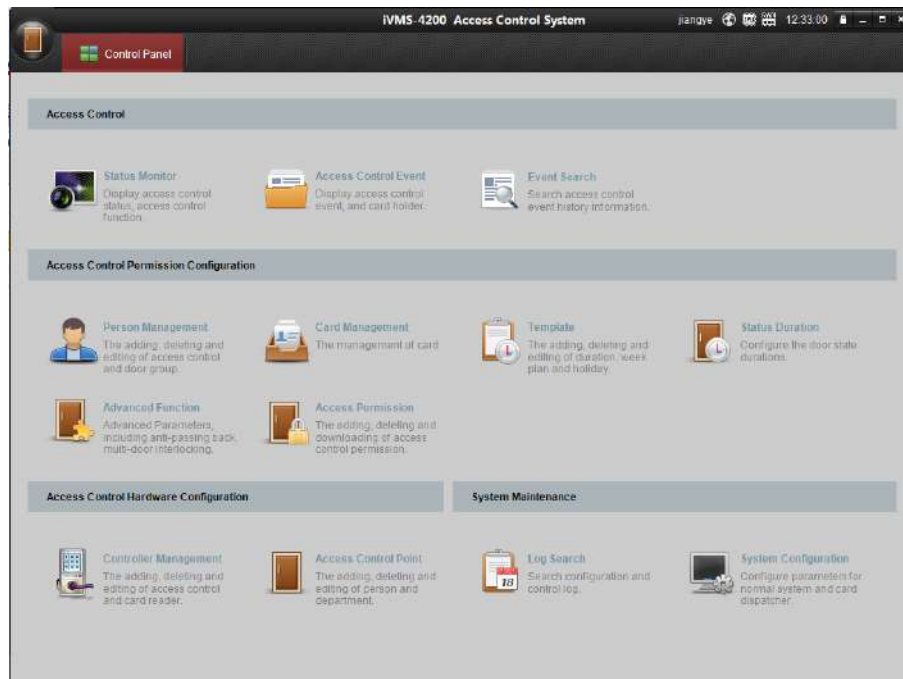 iVMS-4200 Access Control System
jiangye
12:33:00
Control Panel
Access Control
Status Monitor
Display access control
status, access control
function.
Access Control Event
Display access control
event, and card holder.
Event Search
Search access control
event history information.
Access Control Permission Configuration
Person Management
The adding, deleting and
editing of access control
and door group.
Card Management
The management of card
Template
The adding, deleting and
editing of duration, week
plan and holiday.
Status Duration
Configure the door state
durations.
Advanced Function
Advanced Parameters,
including anti-passing back,
multi-door interlocking.
Access Permission
The adding, deleting and
downloading of access
control permission.
Access Control Hardware Configuration
Controller Management
The adding, deleting and
editing of access control
and card reader.
Access Control Point
The adding, deleting and
editing of person and
department.
System Maintenance
Log Search
Search configuration and
control log.
18
System Configuration
Configure parameters for
normal system and card
dispatcher.